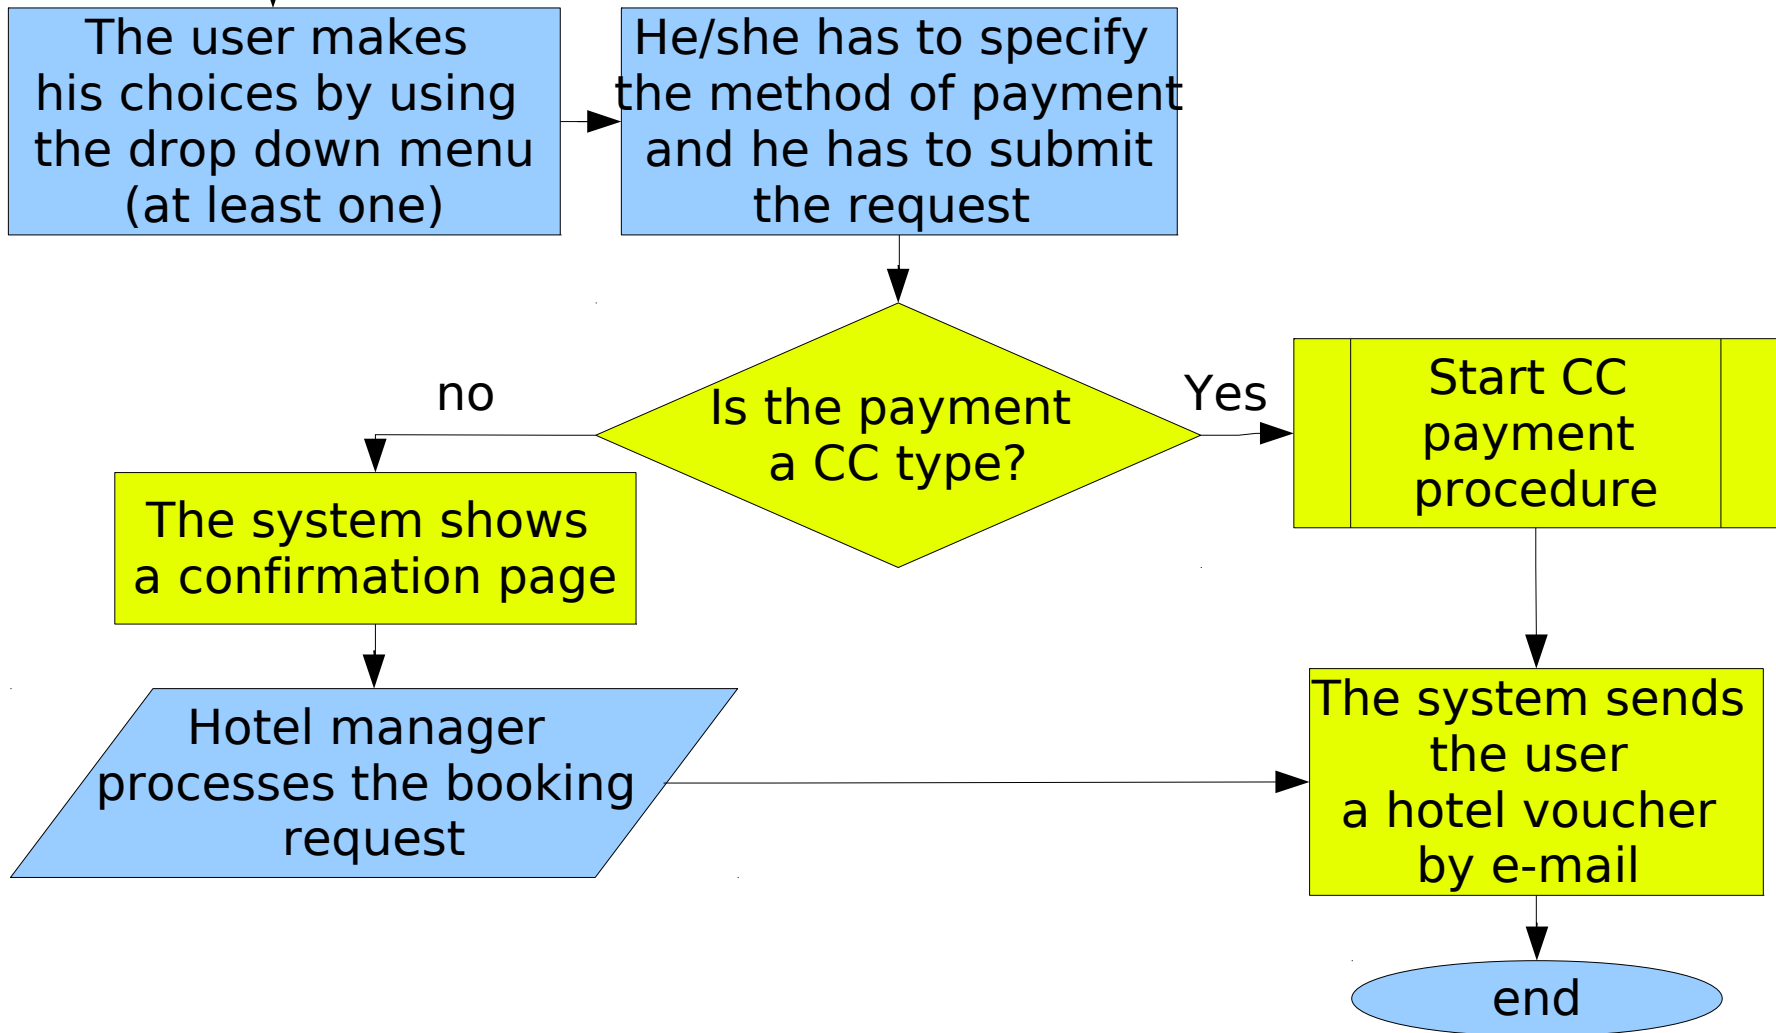 The user makes
his choices by using
the drop down menu
(at least one)
He/she has to specify
the method of payment
and he has to submit
the request
no
Is the payment
a CC type?
Yes
Start CC
payment
procedure
The system shows
a confirmation page
Hotel manager
processes the booking
request
The system sends
the user
a hotel voucher
by e-mail
end